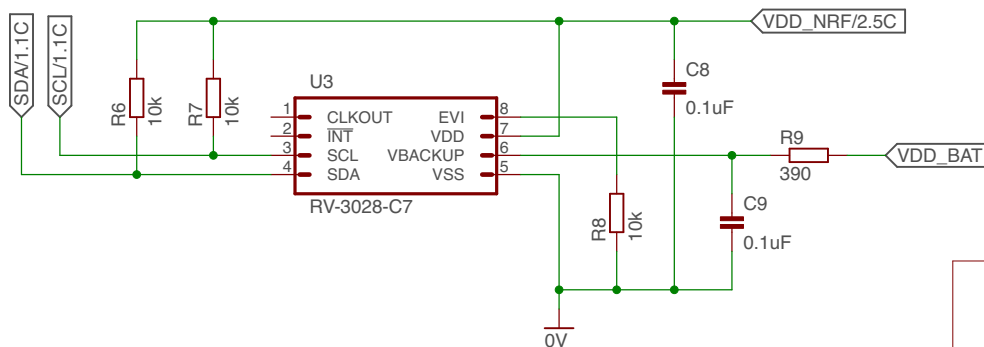 VDD_NRF/2.5C
SDA/1.1C
SCL/1.1C
U3
C8
0.1uF
R6
10k
R7
10k
1 CLKOUT EVI 8
2 INT VDD 7
3 SCL VBACKUP 6
4 SDA VSS 5
RV-3028-C7
R9
390
VDD_BAT
R8
10k
C9
0.1uF
0V